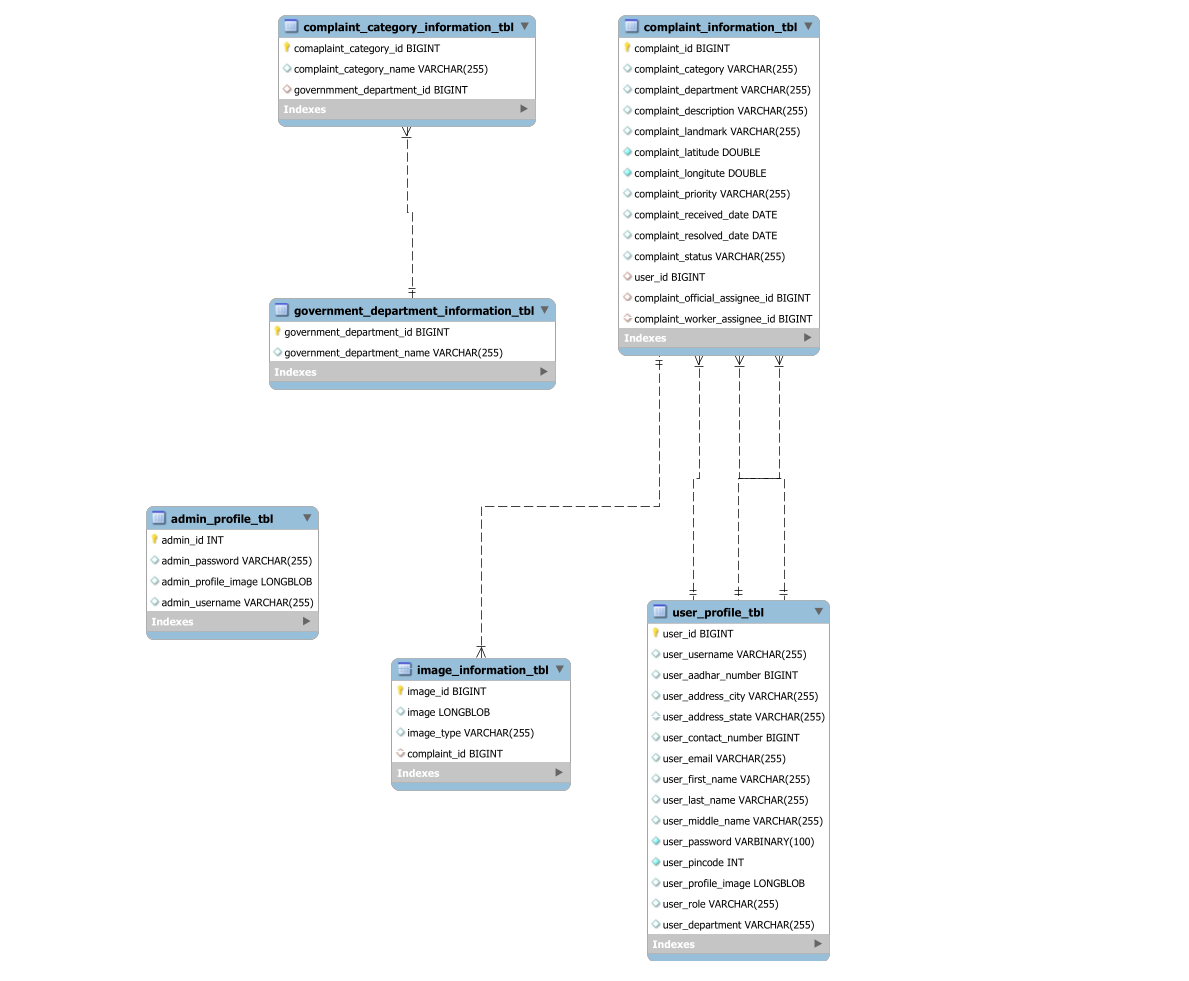 complaint_category_information_tbl
comaplaint_category_id BIGINT
complaint_category_name VARCHAR(255)
governmment_department_id BIGINT
Indexes
complaint_information_tbl
complaint_id BIGINT
complaint_category VARCHAR(255)
complaint_department VARCHAR(255)
complaint_description VARCHAR(255)
complaint_landmark VARCHAR(255)
complaint_latitude DOUBLE
complaint_longitute DOUBLE
complaint_priority VARCHAR(255)
complaint_received_date DATE
complaint_resolved_date DATE
complaint_status VARCHAR(255)
user_id BIGINT
complaint_official_assignee_id BIGINT
complaint_worker_assignee_id BIGINT
Indexes
government_department_information_tbl
government_department_id BIGINT
government_department_name VARCHAR(255)
Indexes
admin_profile_tbl
admin_id INT
admin_password VARCHAR(255)
admin_profile_image LONGBLOB
admin_username VARCHAR(255)
Indexes
image_information_tbl
image_id BIGINT
image LONGBLOB
image_type VARCHAR(255)
complaint_id BIGINT
Indexes
user_profile_tbl
user_id BIGINT
user_username VARCHAR(255)
user_aadhar_number BIGINT
user_address_city VARCHAR(255)
user_address_state VARCHAR(255)
user_contact_number BIGINT
user_email VARCHAR(255)
user_first_name VARCHAR(255)
user_last_name VARCHAR(255)
user_middle_name VARCHAR(255)
user_password VARBINARY(100)
user_pincode INT
user_profile_image LONGBLOB
user_role VARCHAR(255)
user_department VARCHAR(255)
Indexes